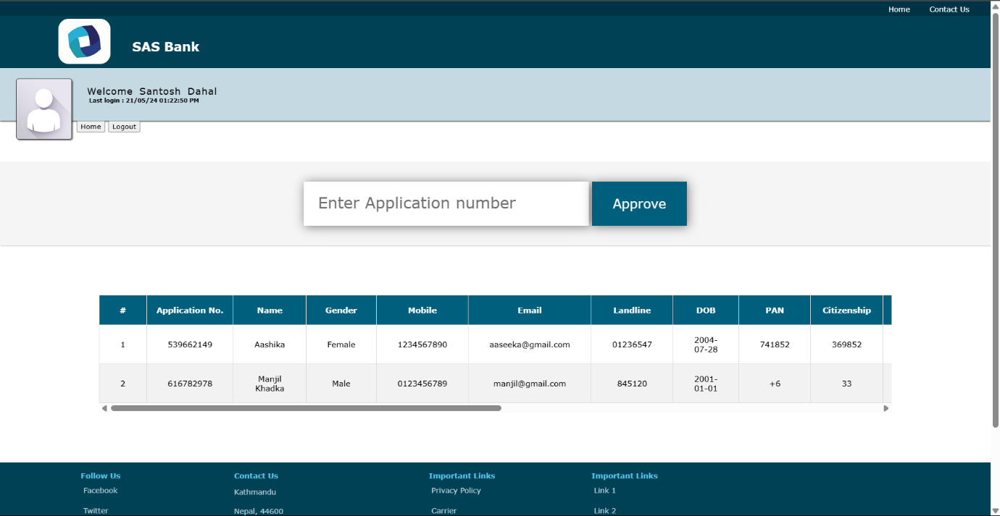 Home Contact Us
SAS Bank
Welcome Santosh Dahal
Last login : 21/05/24 01:22:50 PM
Home Logout
Enter Application number Approve
# Application No. Name Gender Mobile Email Landline DOB PAN Citizenship
1 539662149 Aashika Female 1234567890 aaseeka@gmail.com 01236547 2004-
07-28 741852 369852
2 616782978 Manjil
Khadka Male 0123456789 manjil@gmail.com 845120 2001-
01-01 +6 33
Follow Us Contact Us Important Links Important Links
Facebook Kathmandu Privacy Policy Link 1
Twitter Nepal, 44600 Carrier Link 2